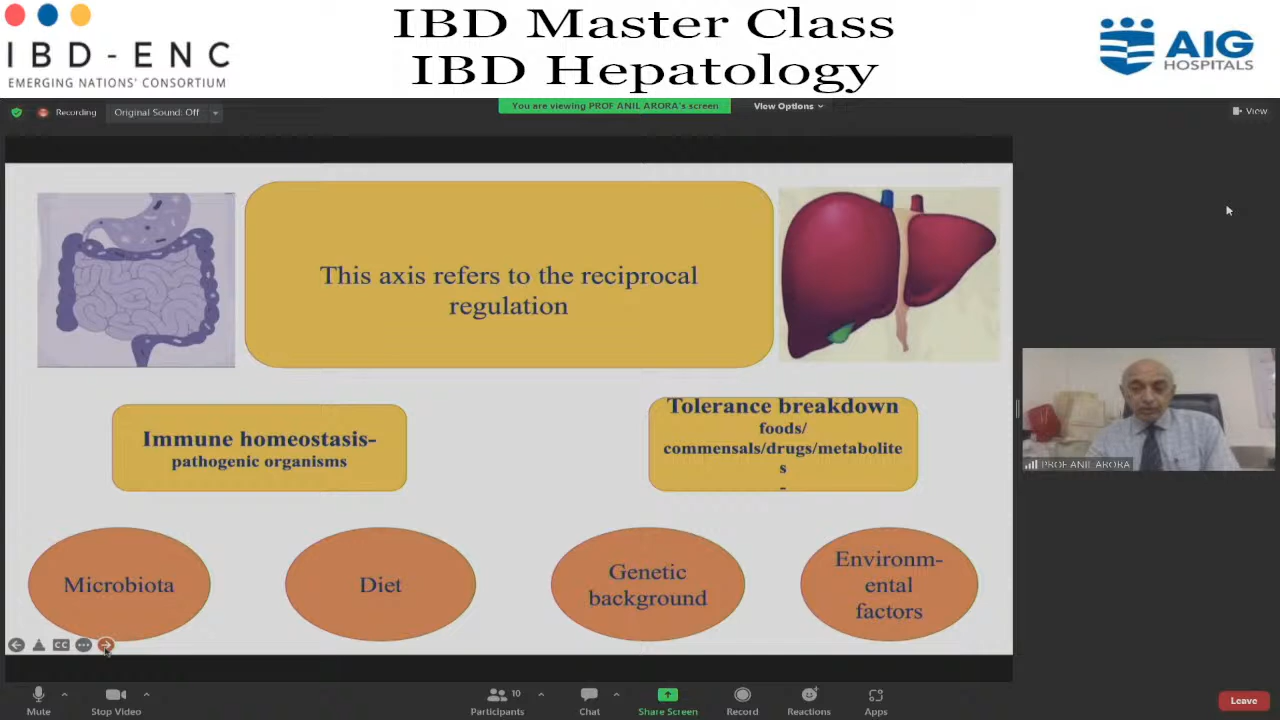 IBD-ENC
EMERGING NATIONS' CONSORTIUM
IBD Master Class
IBD Hepatology
AIG
HOSPITALS
Recording
Original Sound: Off
You are viewing PROF ANIL ARORA's screen
View Options
View
This axis refers to the reciprocal
regulation
Immune homeostasis-
pathogenic organisms
Tolerance breakdown
foods/
commensals/drugs/metabolite
s
-
Microbiota
Diet
Genetic
background
Environm-
ental
factors
CC
PROF ANIL ARORA
Mute
Stop Video
10
Participants
Chat
Share Screen
Record
Reactions
Apps
Leave